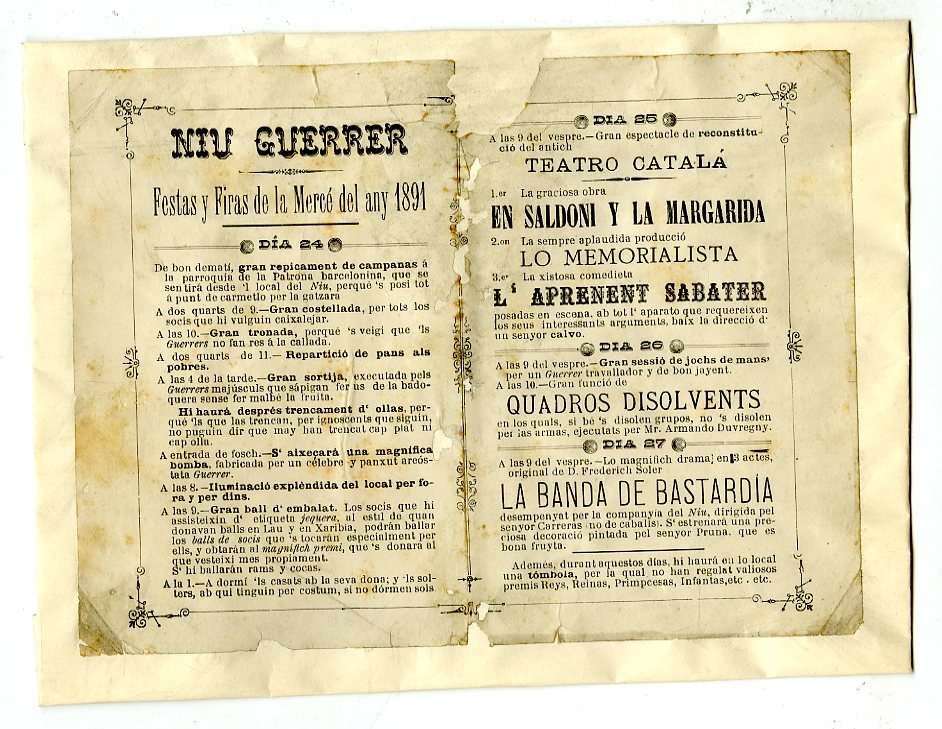 NIU GUERRER
Festas y Firas de la Mercé del any 1891
DÍA 24
De bon dematí, gran repicament de campanas á
la parroquia de la Patrona barcelonina, que se
sentirá desde 'l local del Niu, perquè 's posi tot
á punt de carmetlo per la gatzara
A dos quarts de 9.—Gran costellada, per tots los
socis que hi vulguin caixalejar.
A las 10.—Gran tronada, perqué 's veigi que 'ls
Guerrers no fan res á la callada.
A dos quarts de 11.—Repartició de pans als
pobres.
A las 4 de la tarde.—Gran sortija, executada pels
Guerrers mejúsculs que sápigan fer us de la bado-
quera sense fer malbé la fruita.
Hi haurá després trencament d' ollas, per-
qué 'ls que las trencan, per ignoscents que siguin,
no puguin dir que may han trencat cap plat ni
cap olla.
A entrada de fosch.—S' aixecará una magnífica
bomba, fabricada per un célebre y panxut areós-
tata Guerrer.
A las 8.—Iluminació expléndida del local per fo-
ra y per dins.
A las 9.—Gran ball d' embalat. Los socis que hi
assisteixin d' etiqueta jequera, al estil de quan
donavan balls en Lau y en Xaribia, podrán ballar
los balls de socis que 's tocarán especialment per
ells, y obtarán al magnífich premi, que 's donará al
que vesteixi mes propiament.
S' hi ballarán rams y cocas.
A la 1.—A dormí 'ls casats ab la seva dona; y 'ls sol-
ters, ab qui tinguin per costum, si no dórmen sols
DIA 25
A las 9 del vespre.—Gran espectacle de reconstitu-
ció del antich
TEATRO CATALÁ
1.er La graciosa obra
EN SALDONI Y LA MARGARIDA
2.on La sempre aplaudida producció
LO MEMORIALISTA
3.er La xistosa comedieta
L' APRENENT SABATER
posadas en escena, ab tot l' aparato que requereixen
los seus interessants arguments, baix la direcció d'
un senyor calvo.
DIA 26
A las 9 del vespre.—Gran sessió de jochs de mans,
per un Guerrer travallador y de bon jayent.
A las 10.—Gran funció de
QUADROS DISOLVENTS
en los quals, si bé 's disolen grupos, no 's disolen
per las armas, ejecutats per Mr. Armando Duvregny.
DIA 27
A las 9 del vespre.—Lo magnífich drama, en 3 actes,
original de D. Frederich Soler
LA BANDA DE BASTARDÍA
desempenyat per la companyia del Niu, dirigida pel
senyor Carreras (no de caballs). S' estrenará una pre-
ciosa decoració pintada pel senyor Pruna, que es
bona fruyta.
Ademés, durant aquestos días, hi haurá en lo local
una tómbola, per la qual no han regalat valiosos
premis Reys, Reinas, Primpcesas, Infantas, etc. etc.